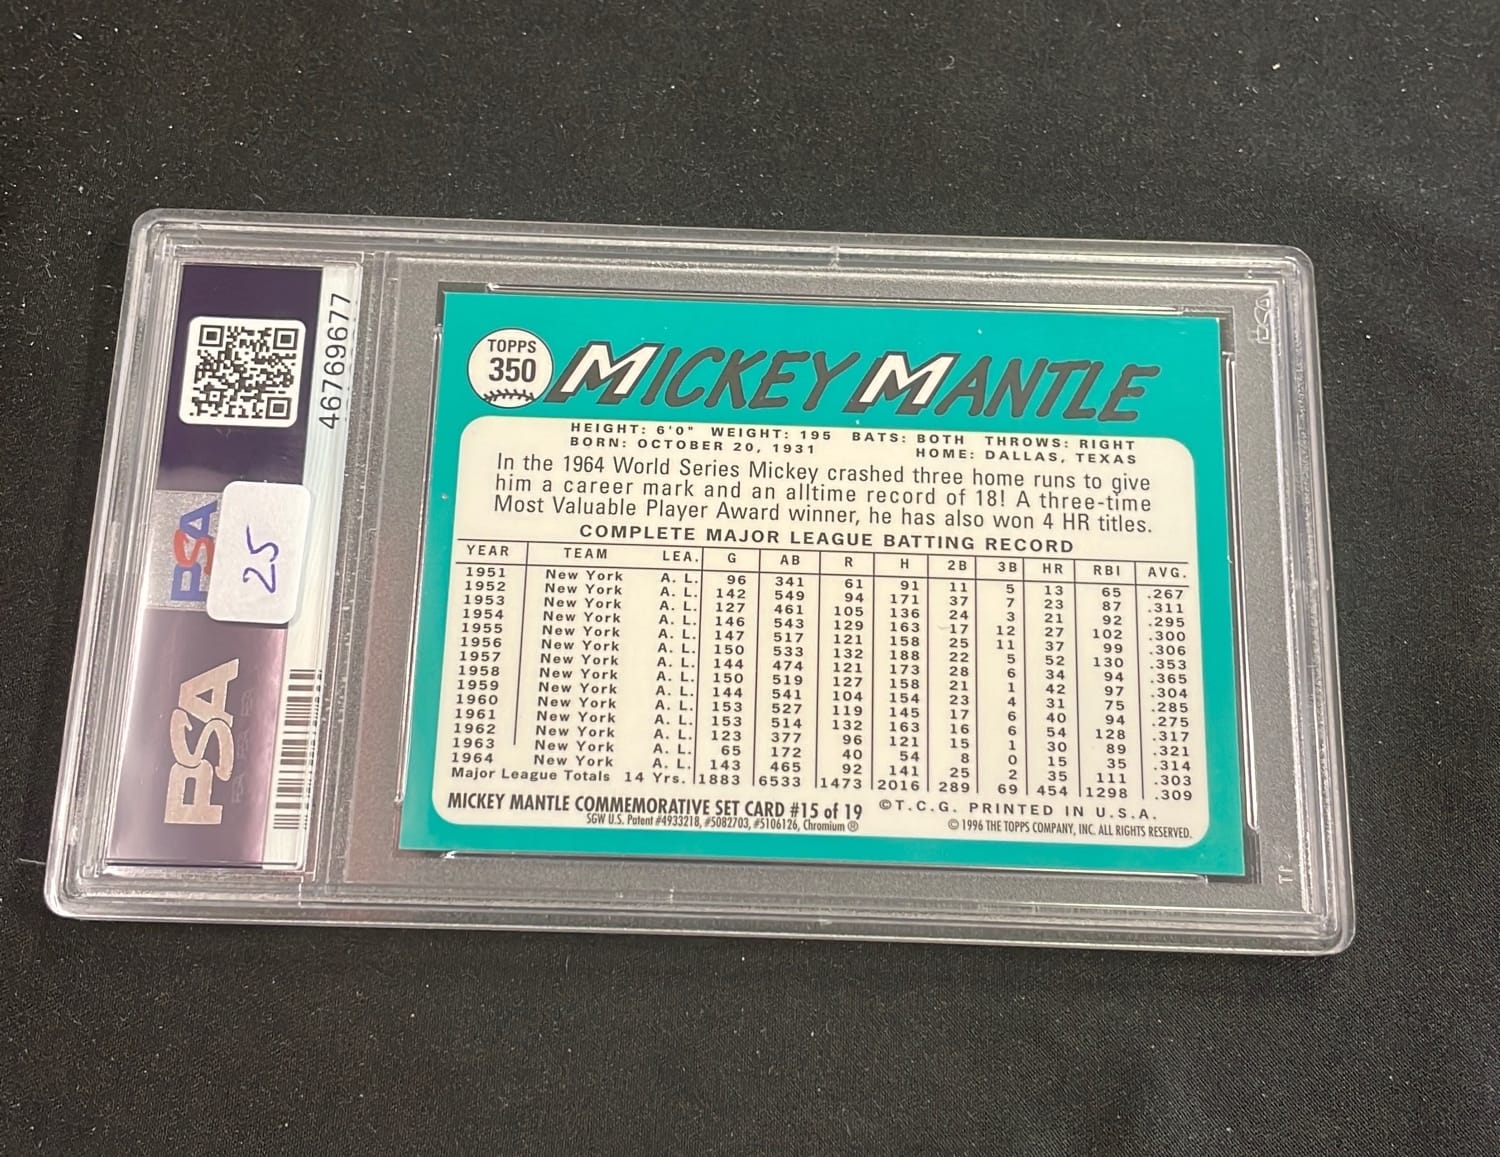 46769677
PSA
25
PSA
TOPPS
350
MICKEY MANTLE
HEIGHT: 6'0" WEIGHT: 195 BATS: BOTH THROWS: RIGHT
BORN: OCTOBER 20, 1931 HOME: DALLAS, TEXAS
In the 1964 World Series Mickey crashed three home runs to give
him a career mark and an alltime record of 18! A three-time
Most Valuable Player Award winner, he has also won 4 HR titles.
COMPLETE MAJOR LEAGUE BATTING RECORD
YEAR TEAM LEA. G AB R H 2B 3B HR RBI AVG.
1951 New York A. L. 96 341 61 91 11 5 13 65 .267
1952 New York A. L. 142 549 94 171 37 7 23 87 .311
1953 New York A. L. 127 461 105 136 24 3 21 92 .295
1954 New York A. L. 146 543 129 163 17 12 27 102 .300
1955 New York A. L. 147 517 121 158 25 11 37 99 .306
1956 New York A. L. 150 533 132 188 22 5 52 130 .353
1957 New York A. L. 144 474 121 173 28 6 34 94 .365
1958 New York A. L. 150 519 127 158 21 1 42 97 .304
1959 New York A. L. 144 541 104 154 23 4 31 75 .285
1960 New York A. L. 153 527 119 145 17 6 40 94 .275
1961 New York A. L. 153 514 132 163 16 6 54 128 .317
1962 New York A. L. 123 377 96 121 15 1 30 89 .321
1963 New York A. L. 65 172 40 54 8 0 15 35 .314
1964 New York A. L. 143 465 92 141 25 2 35 111 .303
Major League Totals 14 Yrs. 1883 6533 1473 2016 289 69 454 1298 .309
MICKEY MANTLE COMMEMORATIVE SET CARD #15 of 19 ©T.C.G. PRINTED IN U.S.A.
SGW U.S. Patent #4933218, #5082703, #5106126, Chromium ® © 1996 THE TOPPS COMPANY, INC. ALL RIGHTS RESERVED.